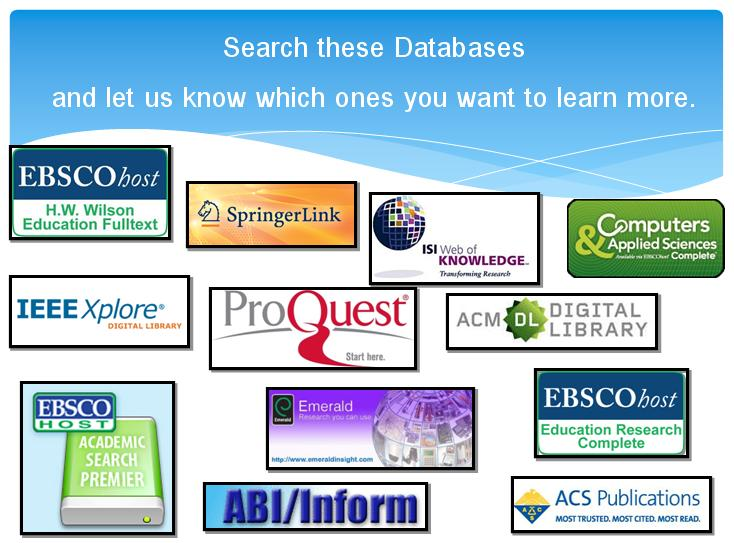 Search these Databases
and let us know which ones you want to learn more.
EBSCOhost
H.W. Wilson
Education Fulltext
SpringerLink
ISI Web of
KNOWLEDGE
Transforming Research
Computers
& Applied Sciences
Available via EBSCOhost Complete™
IEEE Xplore®
DIGITAL LIBRARY
ProQuest®
Start here.
ACM DL DIGITAL
LIBRARY
EBSCO
HOST
ACADEMIC
SEARCH
PREMIER
Emerald
Emerald
Research you can use
http://www.emeraldinsight.com
EBSCOhost
Education Research
Complete
ABI/Inform
ACS Publications
MOST TRUSTED. MOST CITED. MOST READ.